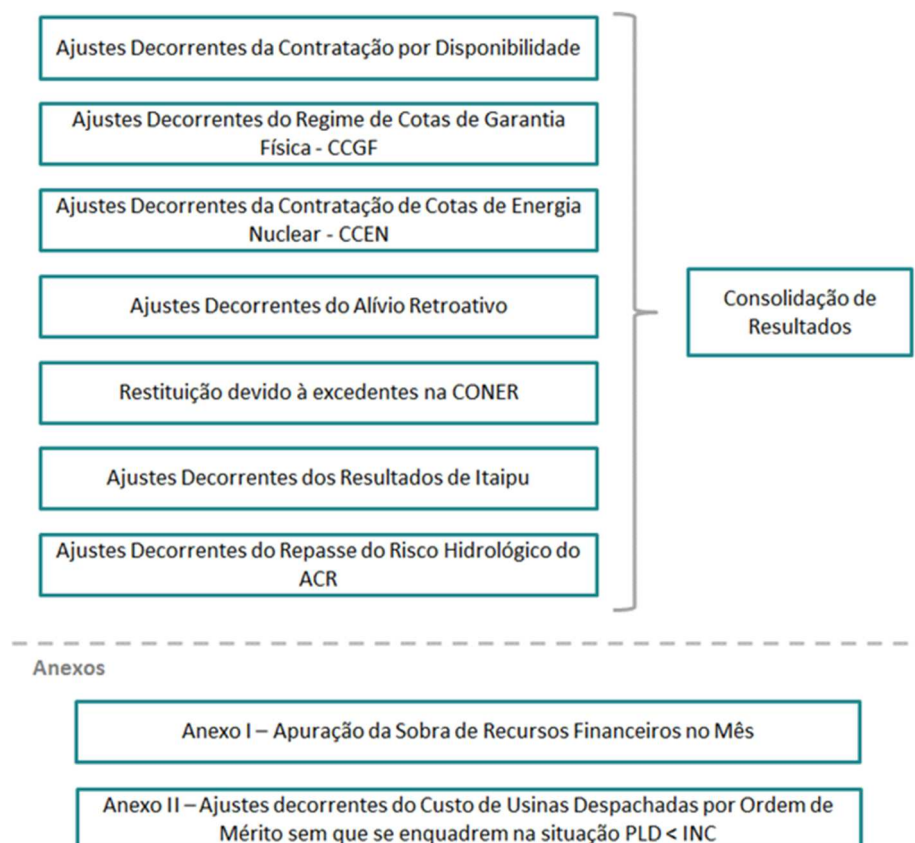 Ajustes Decorrentes da Contratação por Disponibilidade
Ajustes Decorrentes do Regime de Cotas de Garantia
Física - CCGF
Ajustes Decorrentes da Contratação de Cotas de Energia
Nuclear - CCEN
Ajustes Decorrentes do Alívio Retroativo
Restituição devido à excedentes na CONER
Ajustes Decorrentes dos Resultados de Itaipu
Ajustes Decorrentes do Repasse do Risco Hidrológico do
ACR
Consolidação de
Resultados
Anexos
Anexo I – Apuração da Sobra de Recursos Financeiros no Mês
Anexo II – Ajustes decorrentes do Custo de Usinas Despachadas por Ordem de
Mérito sem que se enquadrem na situação PLD < INC